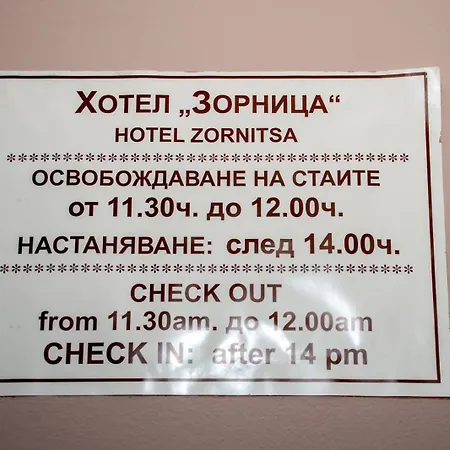 ХОТЕЛ „ЗОРНИЦА“
HOTEL ZORNITSA
****************************************
ОСВОБОЖДАВАНЕ НА СТАИТЕ
от 11.30ч. до 12.00ч.
НАСТАНЯВАНЕ: след 14.00ч.
****************************************
CHECK OUT
from 11.30am. до 12.00am
CHECK IN: after 14 pm